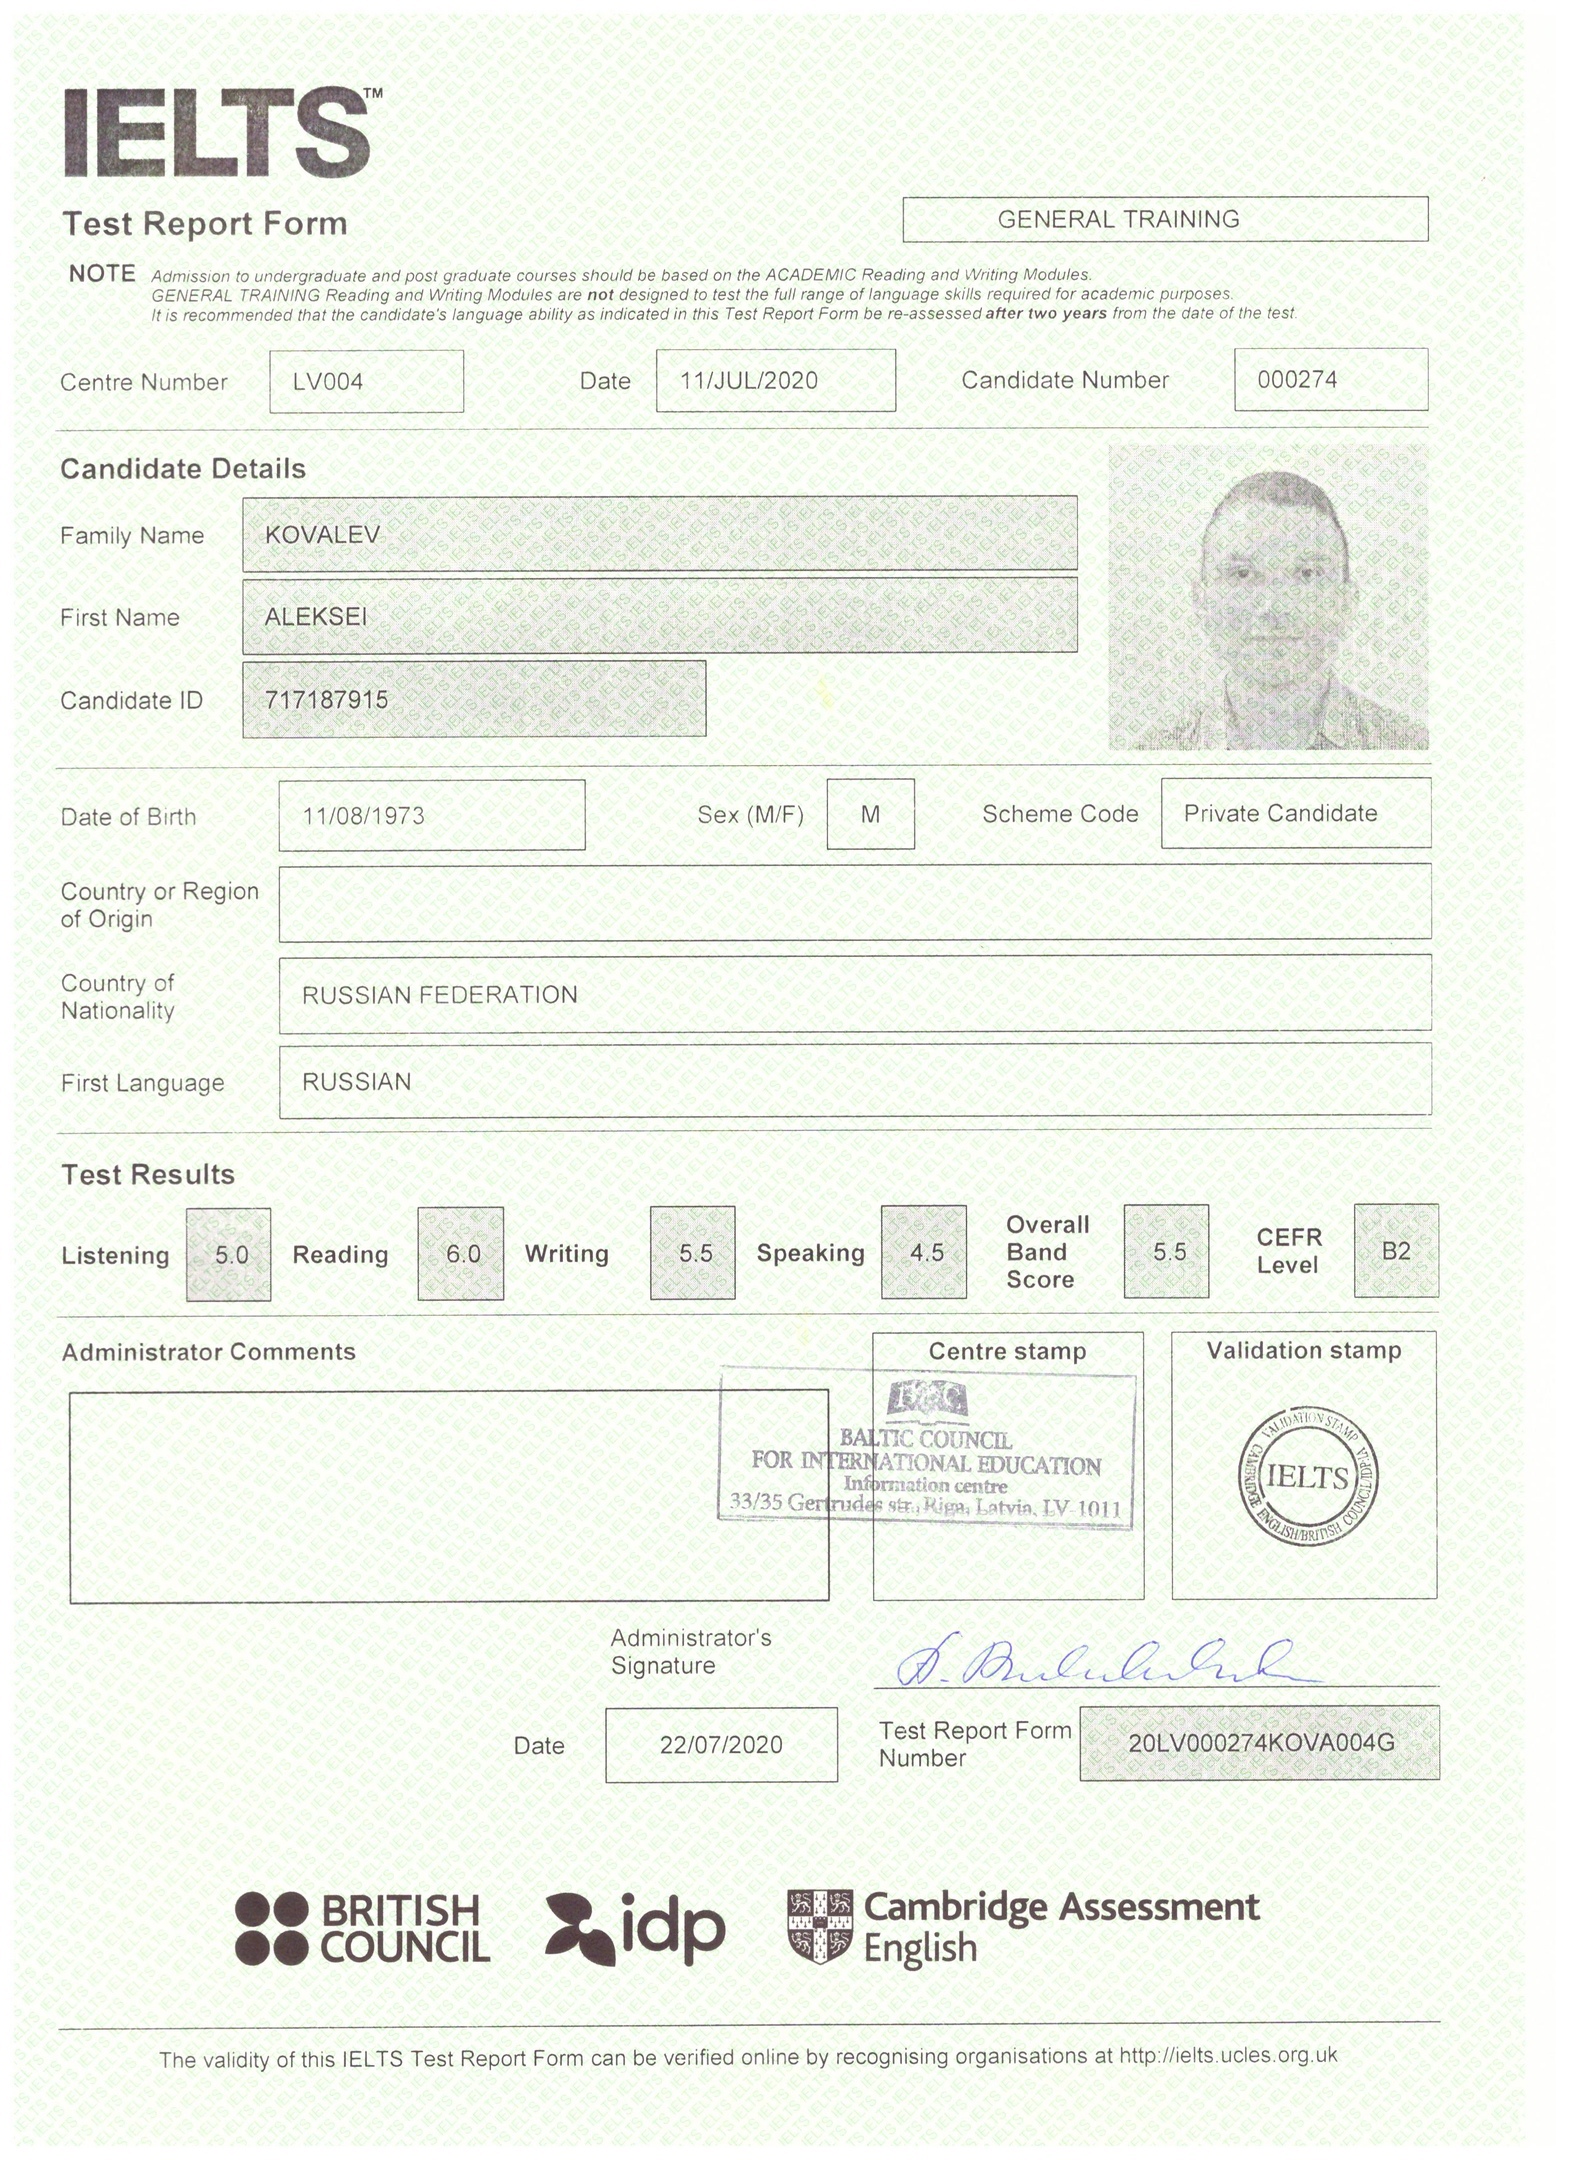 IELTS™
Test Report Form
GENERAL TRAINING
NOTE Admission to undergraduate and post graduate courses should be based on the ACADEMIC Reading and Writing Modules.
GENERAL TRAINING Reading and Writing Modules are not designed to test the full range of language skills required for academic purposes.
It is recommended that the candidate's language ability as indicated in this Test Report Form be re-assessed after two years from the date of the test.
Centre Number LV004 Date 11/JUL/2020 Candidate Number 000274
Candidate Details
Family Name KOVALEV
First Name ALEKSEI
Candidate ID 717187915
Date of Birth 11/08/1973 Sex (M/F) M Scheme Code Private Candidate
Country or Region
of Origin
Country of
Nationality
RUSSIAN FEDERATION
First Language RUSSIAN
Test Results
Listening 5.0 Reading 6.0 Writing 5.5 Speaking 4.5
Overall
Band
Score
5.5
CEFR
Level
B2
Administrator Comments
Centre stamp
BALTIC COUNCIL
FOR INTERNATIONAL EDUCATION
Information centre
33/35 Gertrudes str., Riga, Latvia, LV-1011
Validation stamp
VALIDATION STAMP
IELTS
CAMBRIDGE ENGLISH/BRITISH COUNCIL/IDP:IA
Administrator's
Signature
Date 22/07/2020
Test Report Form
Number
20LV000274KOVA004G
BRITISH
COUNCIL
idp
Cambridge Assessment
English
The validity of this IELTS Test Report Form can be verified online by recognising organisations at http://ielts.ucles.org.uk